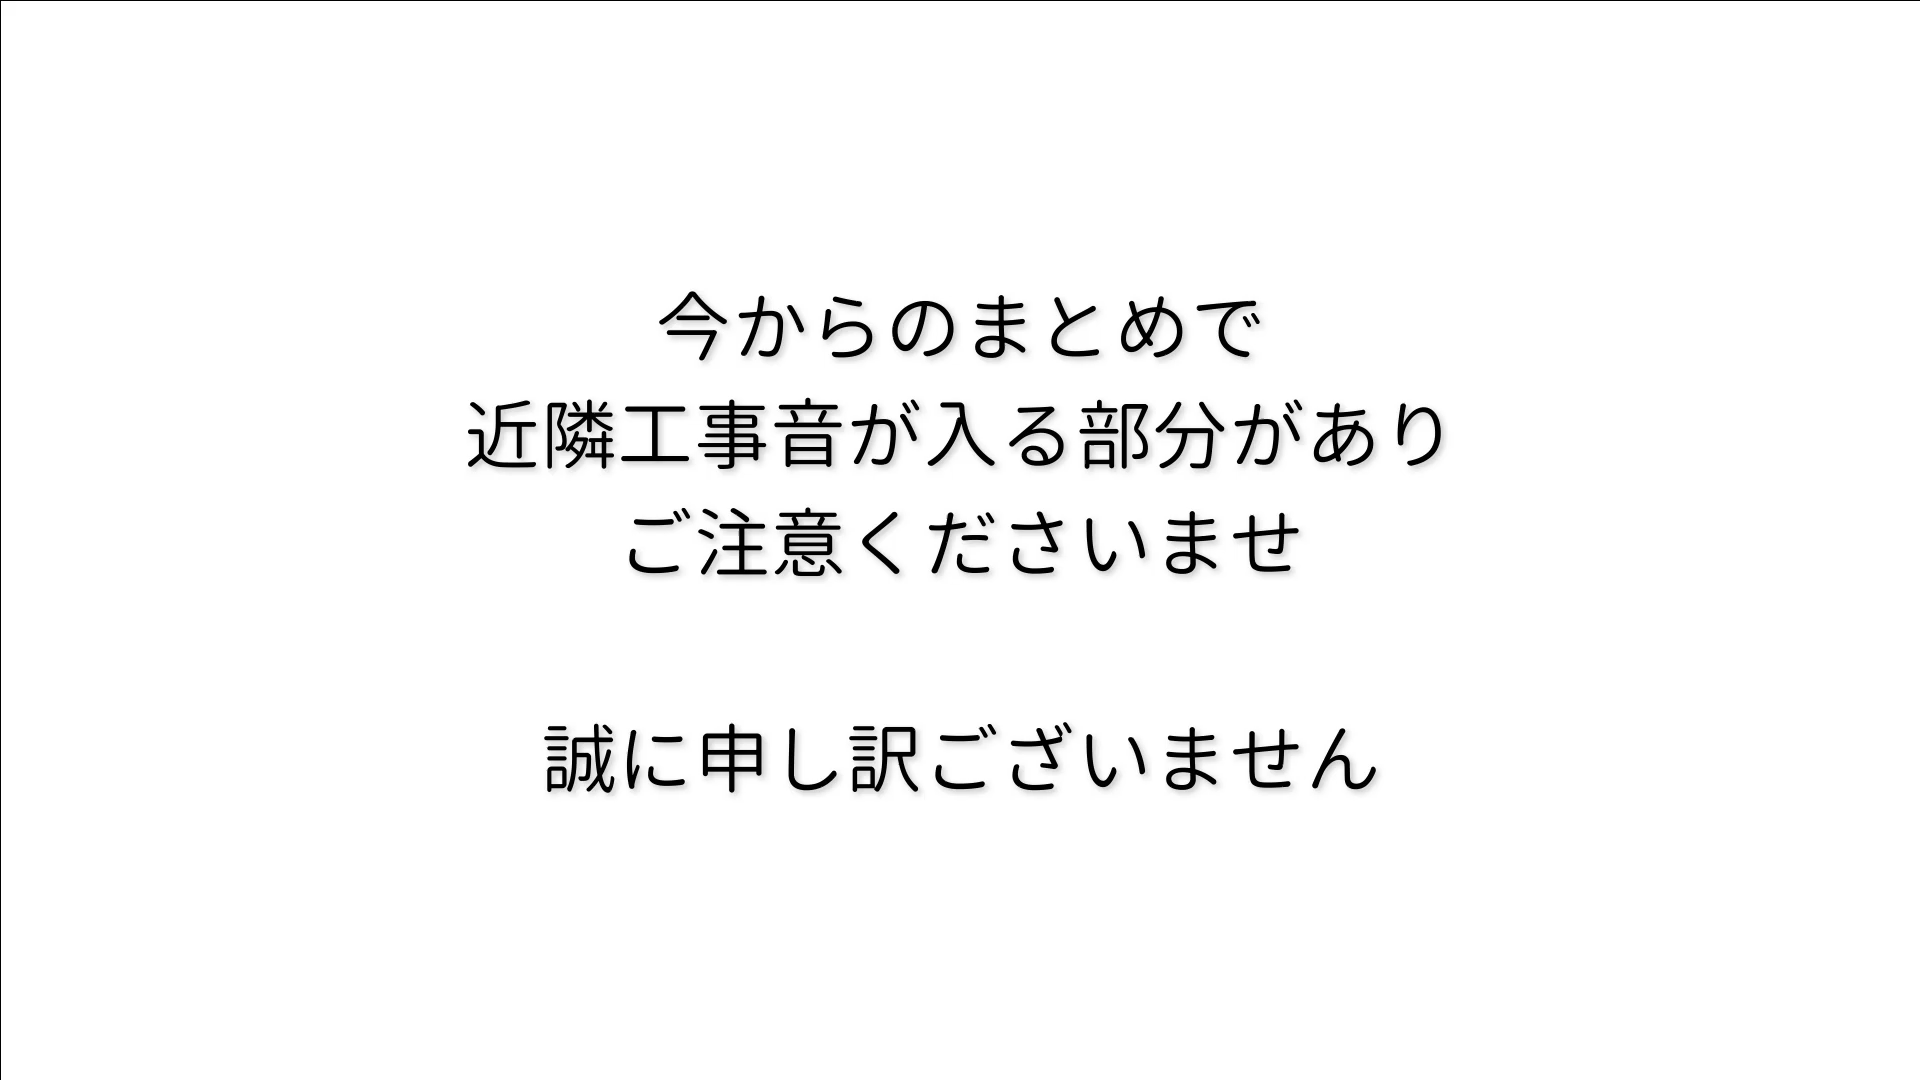 今からのまとめで
近隣工事音が入る部分があり
ご注意くださいませ
誠に申し訳ございません